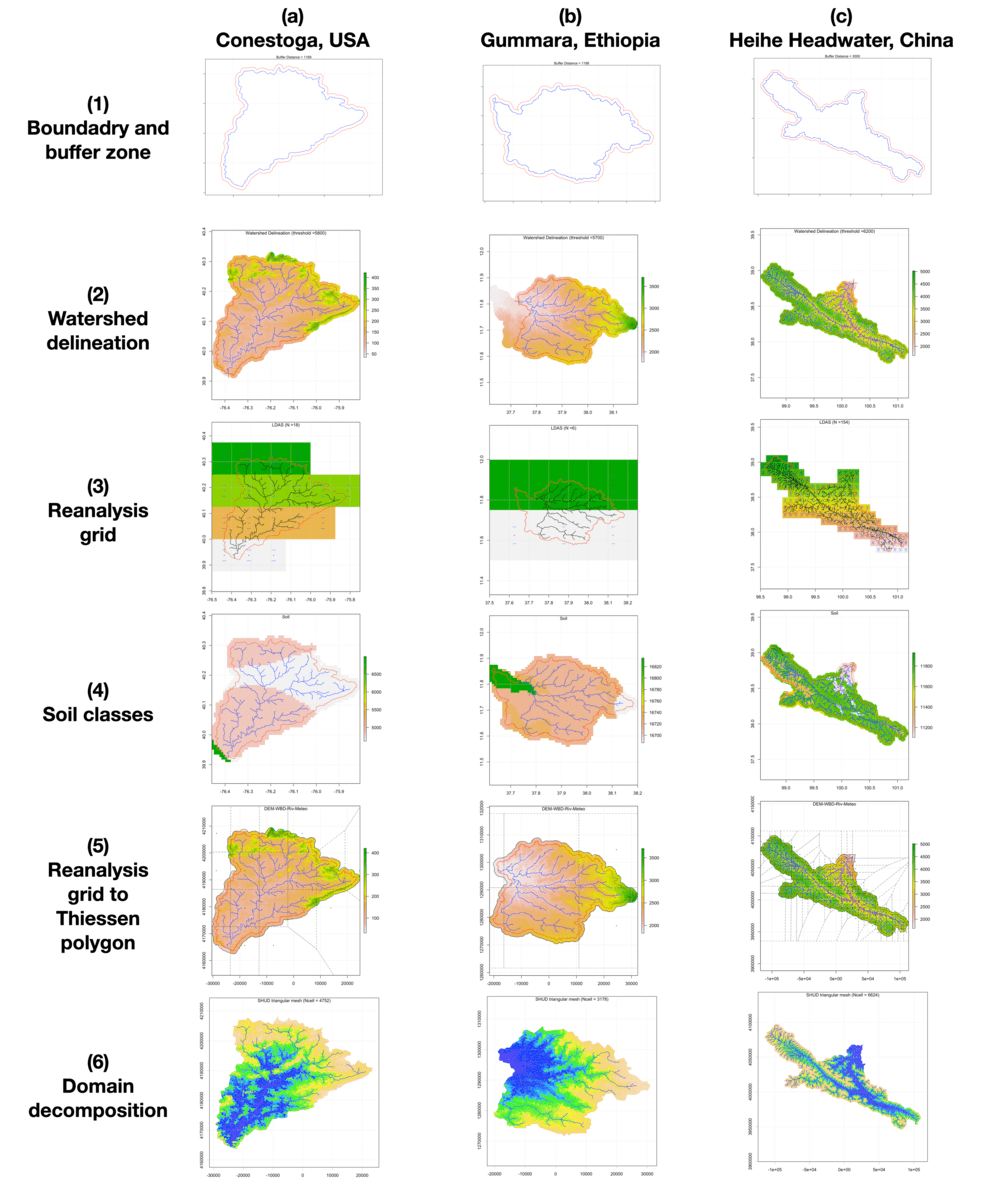 (a)
Conestoga, USA
(b)
Gummara, Ethiopia
(c)
Heihe Headwater, China
(1)
Boundadry and
buffer zone
(2)
Watershed
delineation
Watershed Delineation (threshold =5800)
40.4
40.3
40.2
40.1
40.0
39.9
400
350
300
250
200
150
100
50
-76.4 -76.3 -76.2 -76.1 -76.0 -75.9
Watershed Delineation (threshold =5700)
12.0
11.9
11.8
11.7
11.6
11.5
3500
3000
2500
2000
37.7 37.8 37.9 38.0 38.1
Watershed Delineation (threshold =6200)
39.5
39.0
38.5
38.0
37.5
5000
4500
4000
3500
3000
2500
2000
99.0 99.5 100.0 100.5 101.0
(3)
Reanalysis
grid
LDAS (N =18)
40.4
40.3
40.2
40.1
40.0
39.9
39.8
-76.5 -76.4 -76.3 -76.2 -76.1 -76.0 -75.9 -75.8
LDAS (N =6)
12.0
11.8
11.6
11.4
37.5 37.6 37.7 37.8 37.9 38.0 38.1 38.2
LDAS (N =154)
39.5
39.0
38.5
38.0
37.5
98.5 99.0 99.5 100.0 100.5 101.0
(4)
Soil classes
Soil
40.4
40.3
40.2
40.1
40.0
39.9
6500
6000
5500
5000
-76.4 -76.3 -76.2 -76.1 -76.0 -75.9
Soil
12.0
11.9
11.8
11.7
11.6
11.5
16820
16800
16780
16760
16740
16720
16700
37.7 37.8 37.9 38.0 38.1 38.2
Soil
39.5
39.0
38.5
38.0
37.5
11800
11600
11400
11200
99.0 99.5 100.0 100.5 101.0
(5)
Reanalysis
grid to
Thiessen
polygon
DEM-WBD-Riv-Meteo
4210000
4200000
4190000
4180000
4170000
4160000
400
300
200
100
-30000 -20000 -10000 0 10000 20000
DEM-WBD-Riv-Meteo
1310000
1300000
1290000
1280000
1270000
1260000
3500
3000
2500
2000
-20000 -10000 0 10000 20000 30000
DEM-WBD-Riv-Meteo
4100000
4050000
4000000
3950000
3900000
5000
4500
4000
3500
3000
2500
2000
-1e+05 -5e+04 0e+00 5e+04 1e+05
(6)
Domain
decomposition
SHUD triangular mesh (Ncell = 4752)
4210000
4200000
4190000
4180000
4170000
4160000
-30000 -20000 -10000 0 10000 20000
SHUD triangular mesh (Ncell = 3178)
1310000
1300000
1290000
1280000
1270000
-20000 -10000 0 10000 20000 30000
SHUD triangular mesh (Ncell = 6624)
4100000
4050000
4000000
3950000
3900000
-1e+05 -5e+04 0e+00 5e+04 1e+05